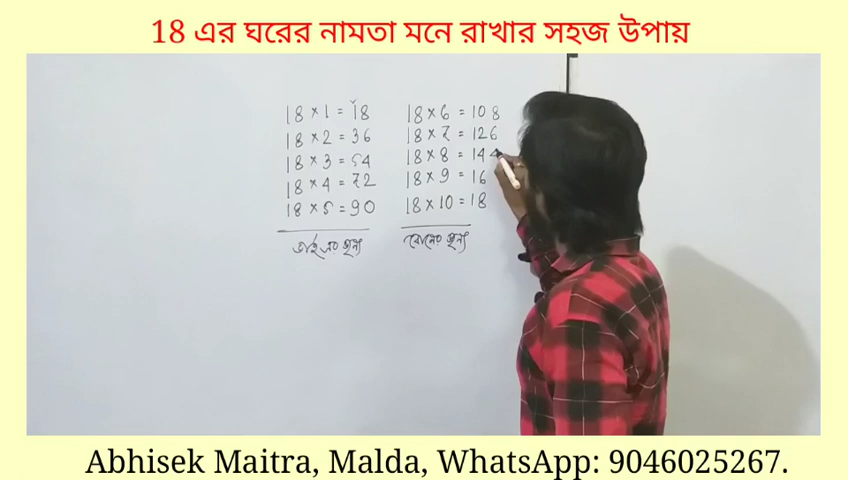 18 এর ঘরের নামতা মনে রাখার সহজ উপায়
18 × 1 = 18
18 × 2 = 36
18 × 3 = 54
18 × 4 = 72
18 × 5 = 90
18 × 6 = 108
18 × 7 = 126
18 × 8 = 144
18 × 9 = 16
18 × 10 = 18
Abhisek Maitra, Malda, WhatsApp: 9046025267.